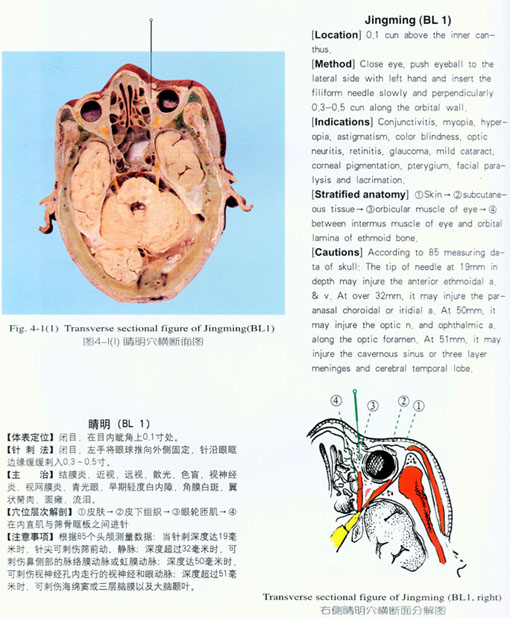 Jingming (BL 1)
[Location] 0.1 cun above the inner can-
thus.
[Method] Close eye, push eyeball to the
lateral side with left hand and insert the
filiform needle slowly and perpendicularly
0.3-0.5 cun along the orbital wall.
[Indications] Conjunctivitis, myopia, hyper-
opia, astigmatism, color blindness, optic
neuritis, retinitis, glaucoma, mild cataract,
corneal pigmentation, pterygium, facial para-
lysis and lacrimation.
[Stratified anatomy] ①Skin→②subcutane-
ous tissue→③orbicular muscle of eye→④
between intermus muscle of eye and orbital
lamina of ethmoid bone.
[Cautions] According to 85 measuring da-
ta of skull: The tip of needle at 19mm in
depth may injure the anterior ethmoidal a.
& v. At over 32mm, it may injure the par-
anasal choroidal or iridial a. At 50mm, it
may injure the optic n. and ophthalmic a.
along the optic foramen. At 51mm, it may
injure the cavernous sinus or three layer
meninges and cerebral temporal lobe.
Fig. 4-1(1) Transverse sectional figure of Jingming(BL1)
图4-1(1) 睛明穴横断面图
睛明 (BL 1)
【体表定位】闭目，在目内眦角上0.1寸处。
【针 刺 法】闭目，左手将眼球推向外侧固定，针沿眼眶
边缘缓缓刺入0.3-0.5寸。
【主 治】结膜炎，近视，远视，散光，色盲，视神经
炎，视网膜炎，青光眼，早期轻度白内障，角膜白斑，翼
状胬肉，面瘫，流泪。
【穴位层次解剖】①皮肤→②皮下组织→③眼轮匝肌→④
在内直肌与筛骨眶板之间进针
【注意事项】根据85个头颅测量数据：当针刺深度达19毫
米时，针尖可刺伤筛前动、静脉；深度超过32毫米时，可
刺伤鼻侧部的脉络膜动脉或虹膜动脉；深度达50毫米时，
可刺伤视神经孔内走行的视神经和眼动脉；深度超过51毫
米时，可刺伤海绵窦或三层脑膜以及大脑颞叶。
④ ③ ② ①
Transverse sectional figure of Jingming (BL1, right)
右侧睛明穴横断面分解图